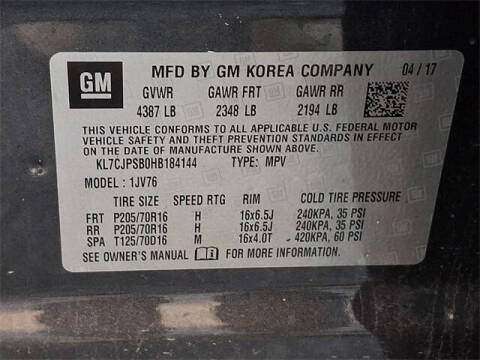 GM MFD BY GM KOREA COMPANY 04 / 17
GVWR GAWR FRT GAWR RR
4387 LB 2348 LB 2194 LB
THIS VEHICLE CONFORMS TO ALL APPLICABLE U.S. FEDERAL MOTOR
VEHICLE SAFETY AND THEFT PREVENTION STANDARDS IN EFFECT
ON THE DATE OF MANUFACTURE SHOWN ABOVE.
KL7CJPSB0HB184144 TYPE: MPV
MODEL : 1JV76
TIRE SIZE SPEED RTG RIM COLD TIRE PRESSURE
FRT P205/70R16 H 16x6.5J 240KPA, 35 PSI
RR P205/70R16 H 16x6.5J 240KPA, 35 PSI
SPA T125/70D16 M 16x4.0T 420KPA, 60 PSI
SEE OWNER'S MANUAL FOR MORE INFORMATION.